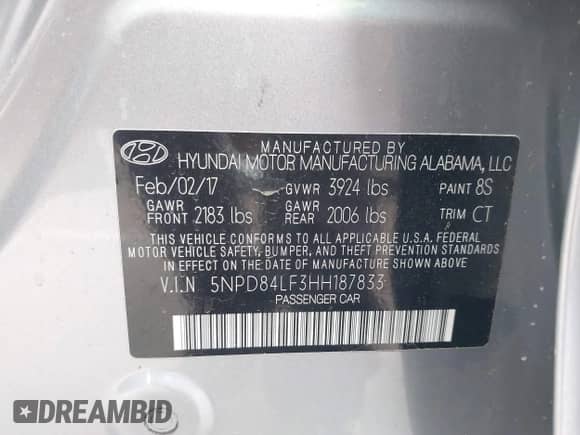 MANUFACTURED BY
HYUNDAI MOTOR MANUFACTURING ALABAMA, LLC
Feb/02/17 GVWR 3924 lbs PAINT 8S
GAWR FRONT 2183 lbs GAWR REAR 2006 lbs TRIM CT
THIS VEHICLE CONFORMS TO ALL APPLICABLE U.S.A. FEDERAL
MOTOR VEHICLE SAFETY, BUMPER, AND THEFT PREVENTION STANDARDS
IN EFFECT ON THE DATE OF MANUFACTURE SHOWN ABOVE.
V.I.N 5NPD84LF3HH187833
PASSENGER CAR
DREAMBID